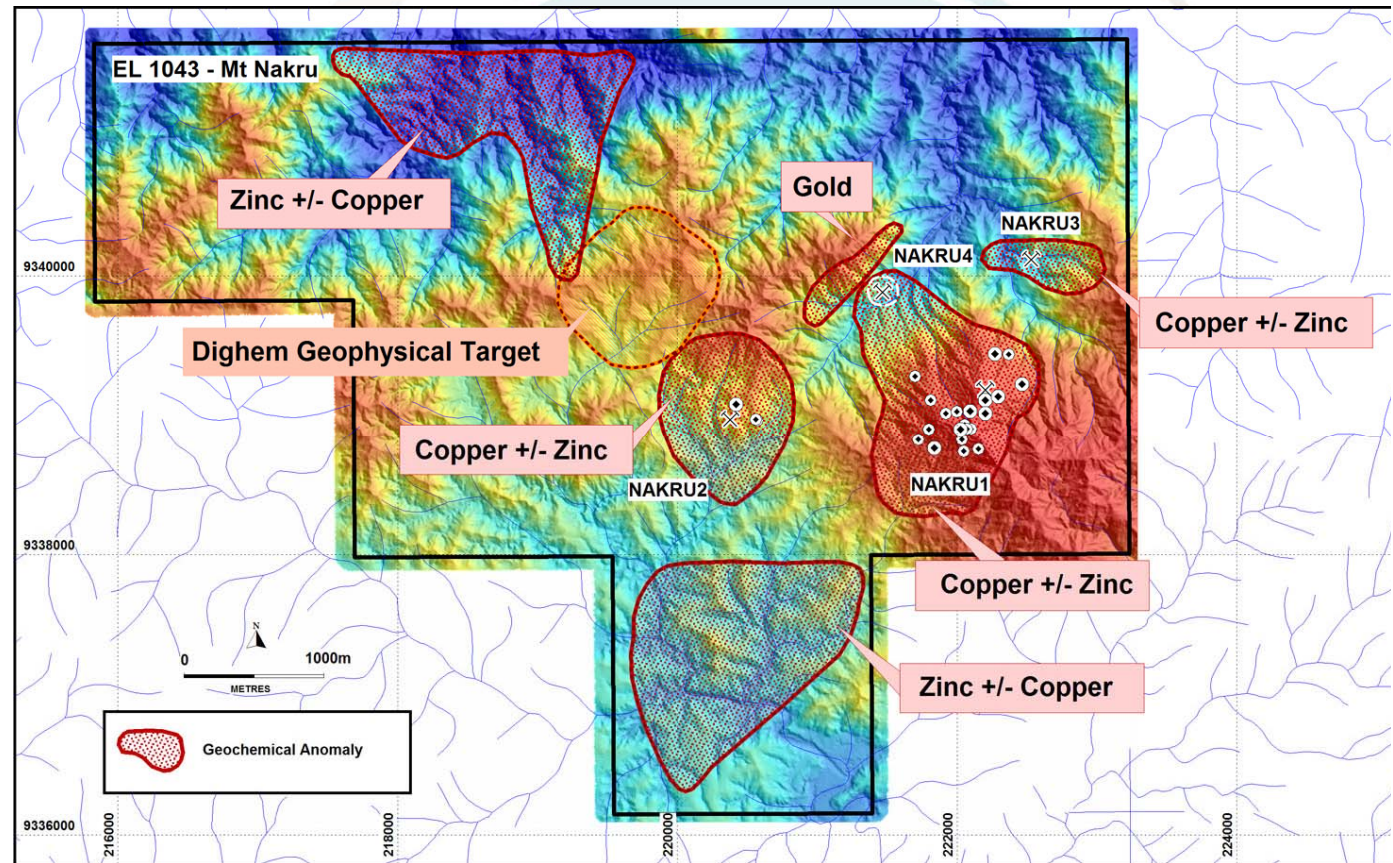 EL 1043 - Mt Nakru
Zinc +/- Copper
Gold
NAKRU3
NAKRU4
9340000
Copper +/- Zinc
Dighem Geophysical Target
Copper +/- Zinc
NAKRU2
NAKRU1
9338000
Copper +/- Zinc
N
0 1000m
METRES
Zinc +/- Copper
Geochemical Anomaly
9336000
216000
218000
220000
222000
224000